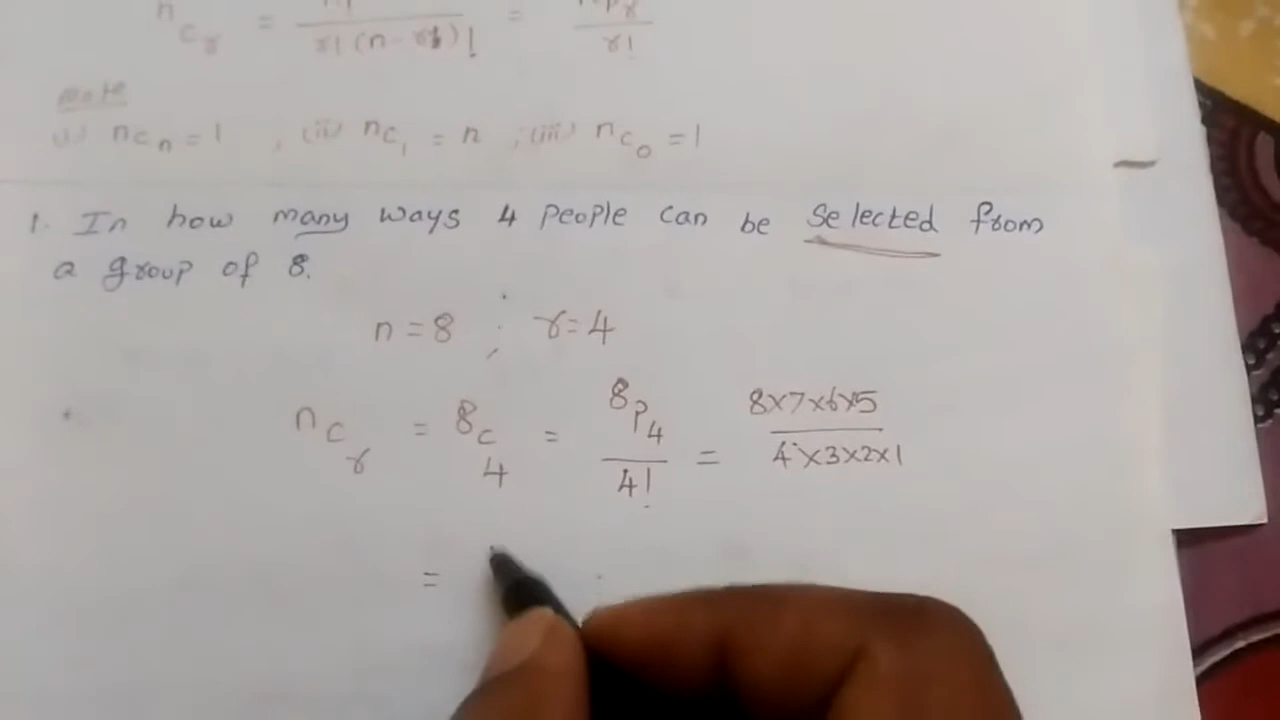 nCr = n! / r!(n-r)! = nPr / r!
Note
(i) nCn = 1 , (ii) nC1 = n ; (iii) nC0 = 1
1. In how many ways 4 people can be selected from
a group of 8.
n = 8 ; r = 4
nCr = 8C4 = 8P4 / 4! = 8×7×6×5 / 4×3×2×1
=